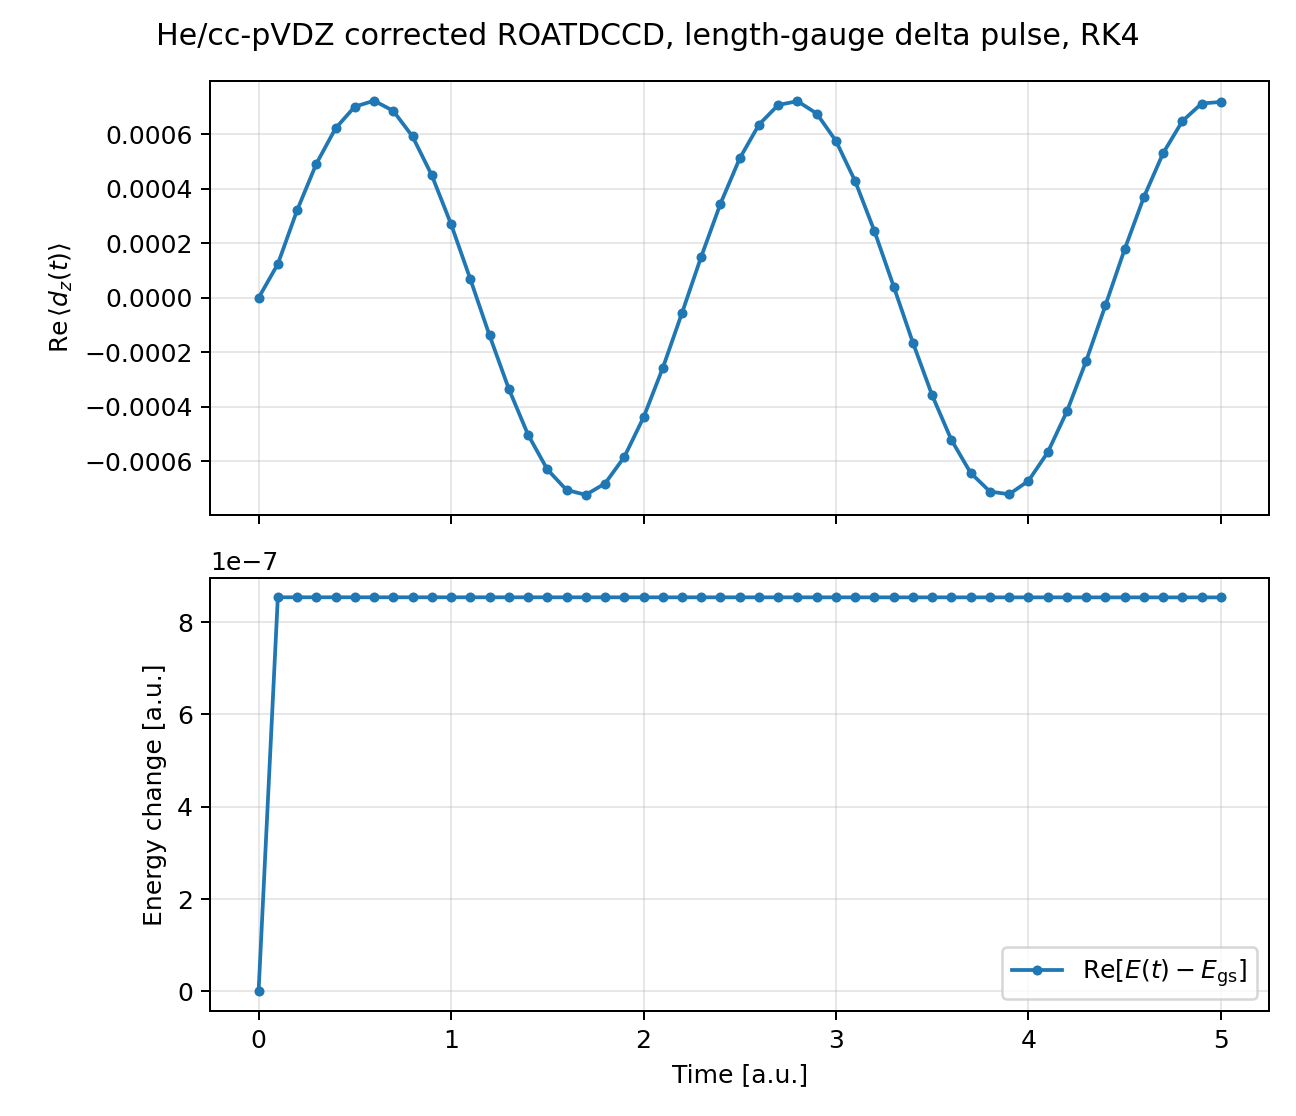 He/cc-pVDZ corrected ROATDCCD, length-gauge delta pulse, RK4
Re ⟨d_z(t)⟩
0.0006
0.0004
0.0002
0.0000
−0.0002
−0.0004
−0.0006
1e−7
Energy change [a.u.]
8
6
4
2
0
Re[E(t) − E_gs]
0 1 2 3 4 5
Time [a.u.]